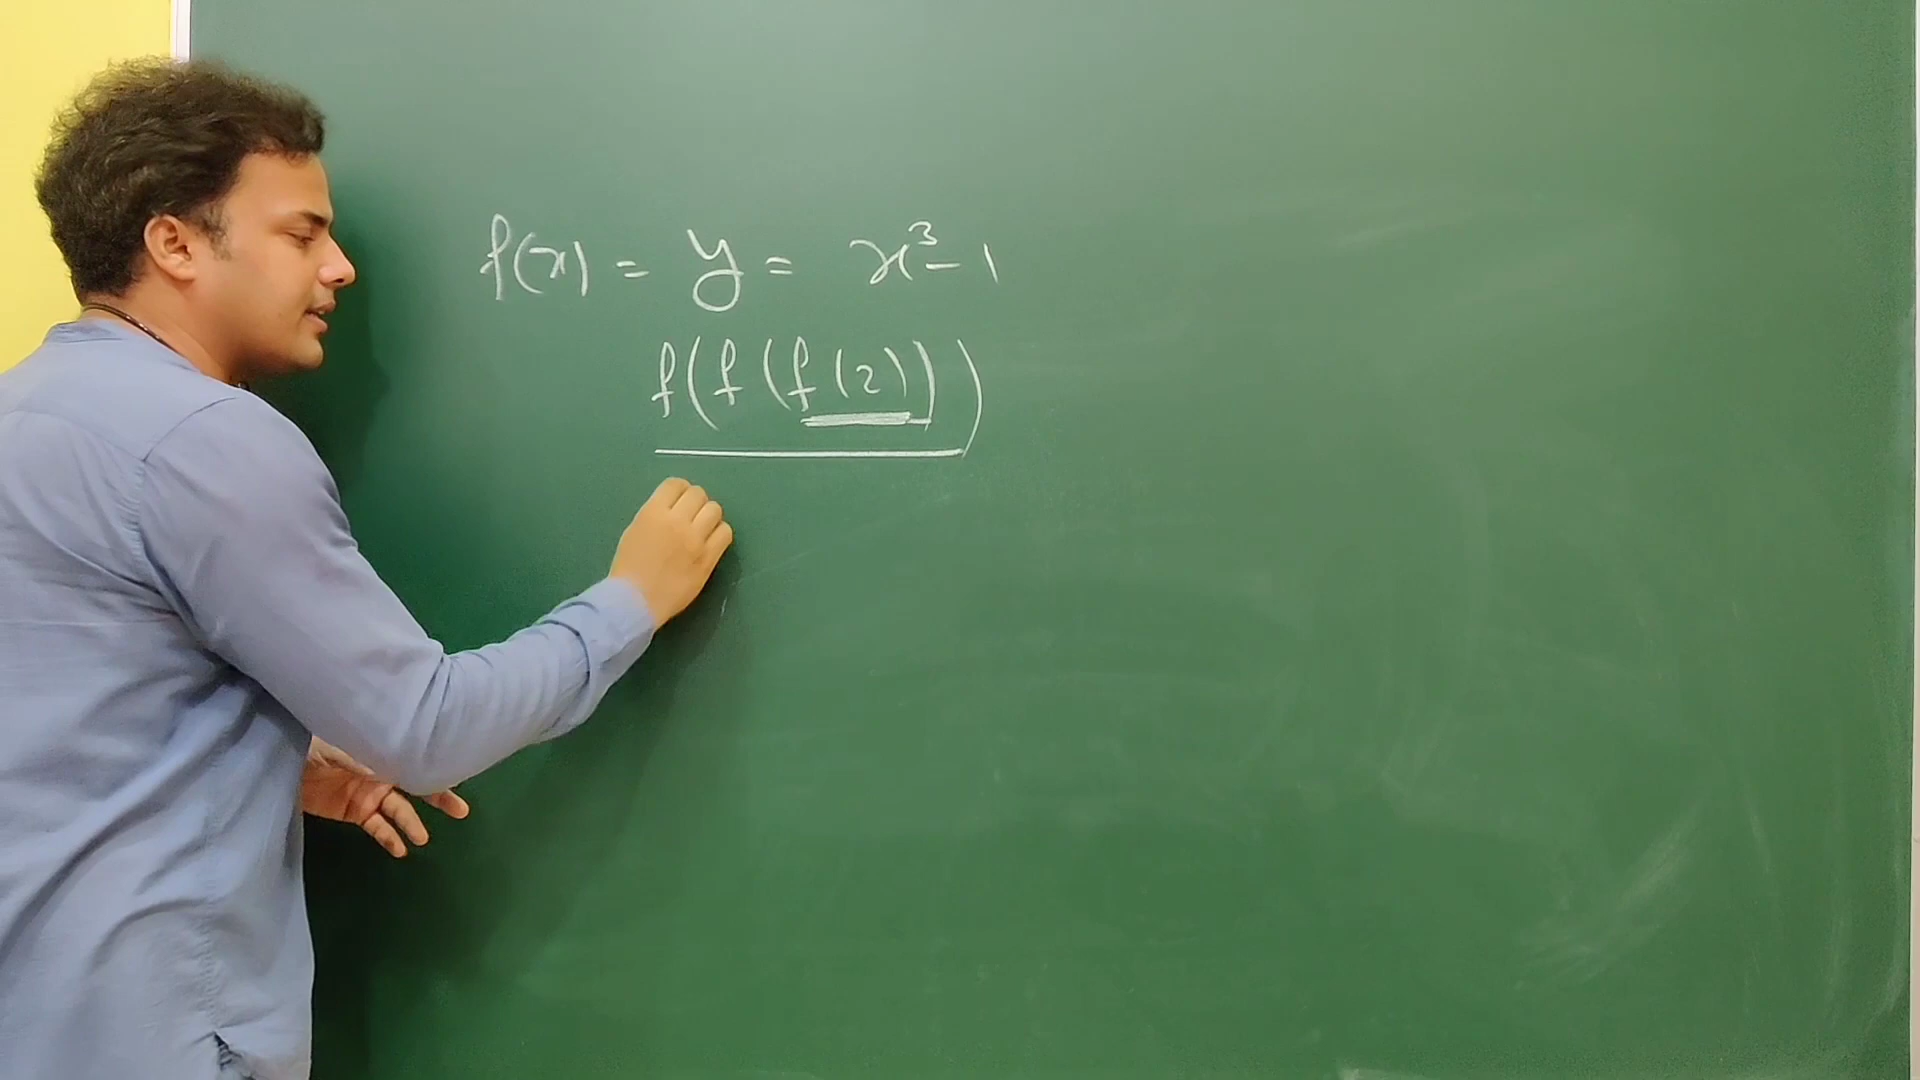 f(x) = y = x³-1
f(f(f(2)))